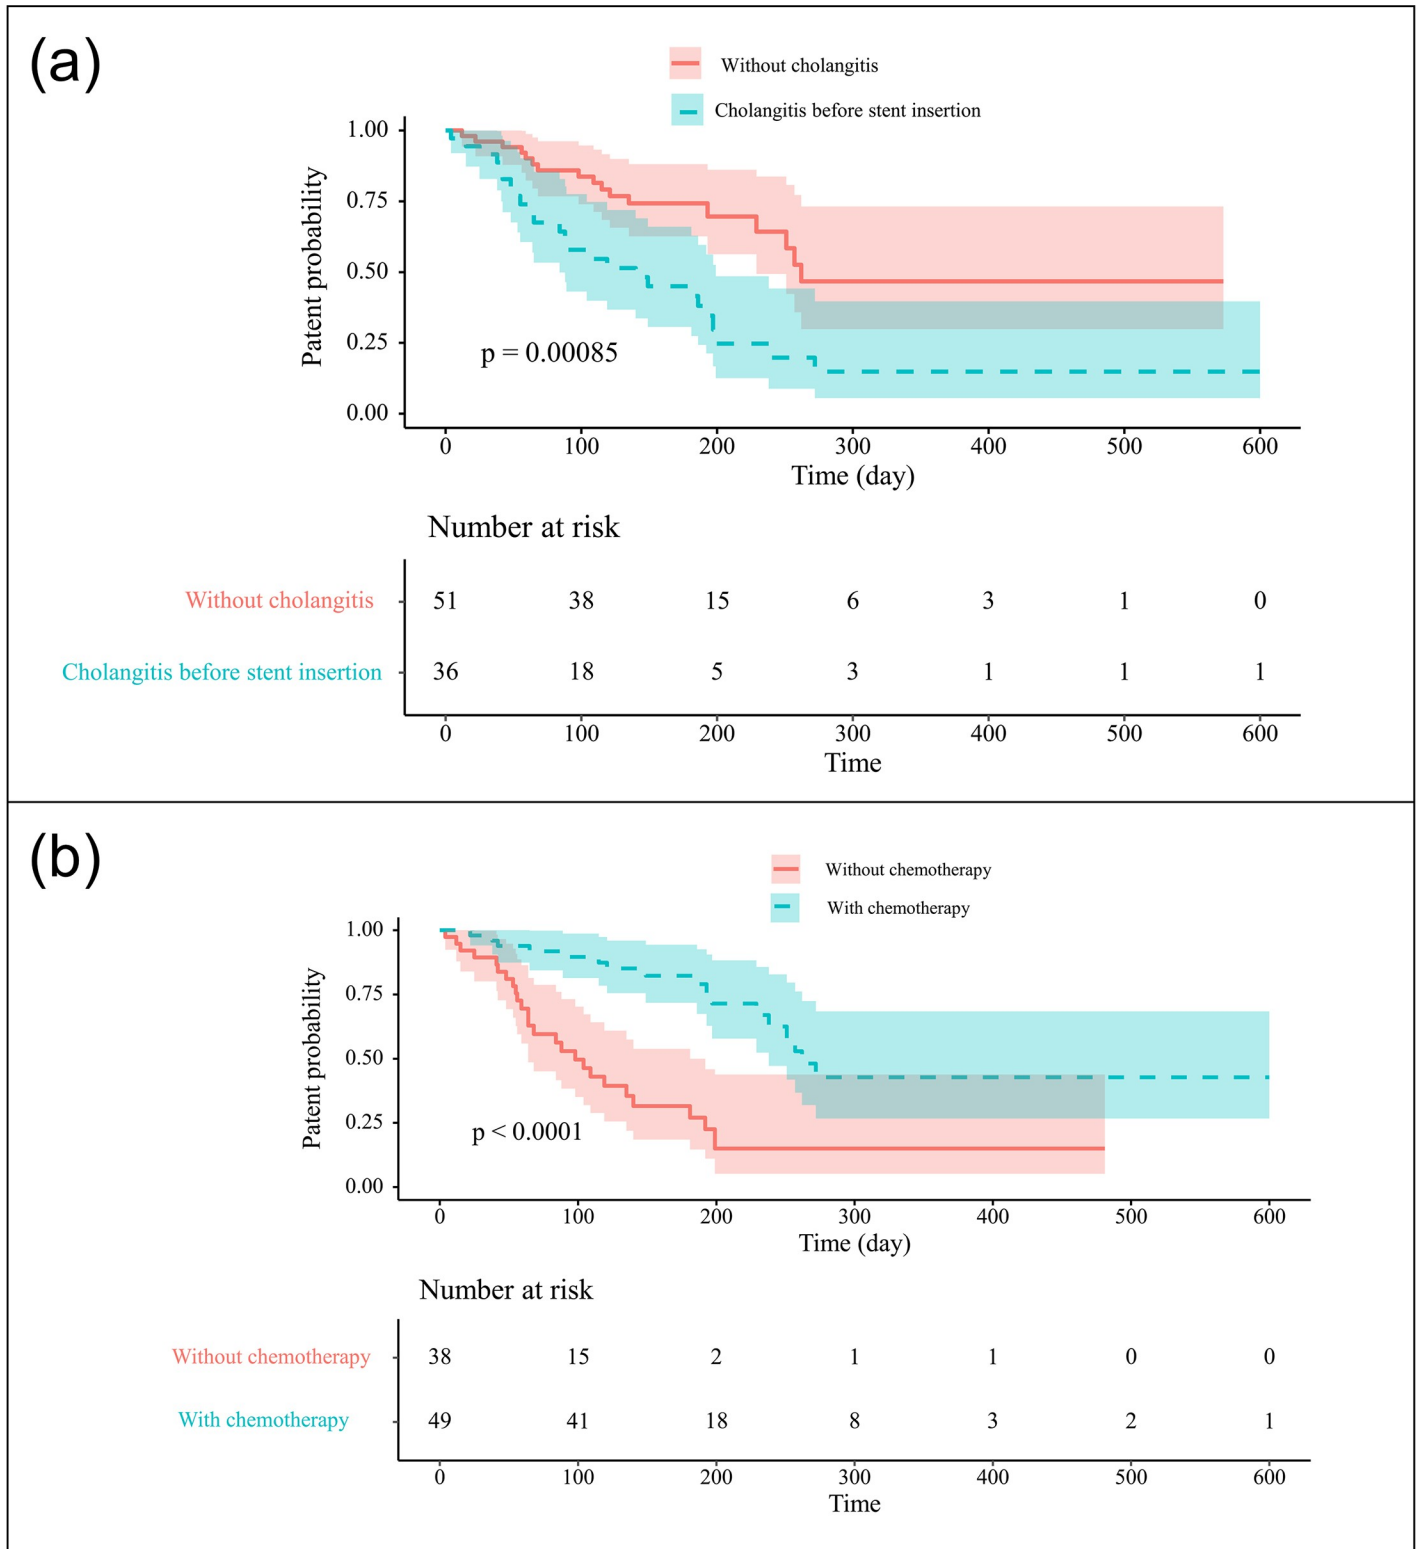 (a)
Without cholangitis
Cholangitis before stent insertion
1.00
0.75
0.50
0.25
0.00
Patent probability
p = 0.00085
0 100 200 300 400 500 600
Time (day)
Number at risk
Without cholangitis 51 38 15 6 3 1 0
Cholangitis before stent insertion 36 18 5 3 1 1 1
0 100 200 300 400 500 600
Time
(b)
Without chemotherapy
With chemotherapy
1.00
0.75
0.50
0.25
0.00
Patent probability
p < 0.0001
0 100 200 300 400 500 600
Time (day)
Number at risk
Without chemotherapy 38 15 2 1 1 0 0
With chemotherapy 49 41 18 8 3 2 1
0 100 200 300 400 500 600
Time